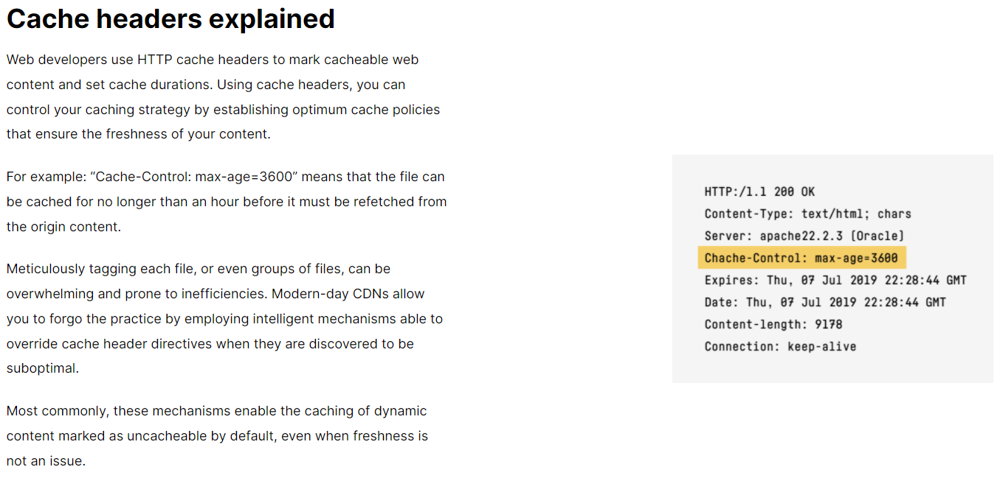 Cache headers explained
Web developers use HTTP cache headers to mark cacheable web
content and set cache durations. Using cache headers, you can
control your caching strategy by establishing optimum cache policies
that ensure the freshness of your content.
For example: “Cache-Control: max-age=3600” means that the file can
be cached for no longer than an hour before it must be refetched from
the origin content.
Meticulously tagging each file, or even groups of files, can be
overwhelming and prone to inefficiencies. Modern-day CDNs allow
you to forgo the practice by employing intelligent mechanisms able to
override cache header directives when they are discovered to be
suboptimal.
Most commonly, these mechanisms enable the caching of dynamic
content marked as uncacheable by default, even when freshness is
not an issue.
HTTP:/1.1 200 OK
Content-Type: text/html; chars
Server: apache22.2.3 [Oracle]
Chache-Control: max-age=3600
Expires: Thu, 07 Jul 2019 22:28:44 GMT
Date: Thu, 07 Jul 2019 22:28:44 GMT
Content-length: 9178
Connection: keep-alive